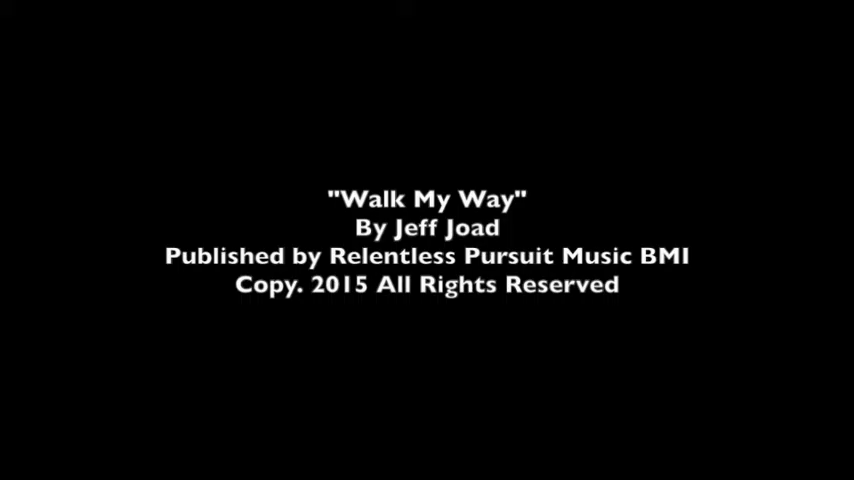 "Walk My Way"
By Jeff Joad
Published by Relentless Pursuit Music BMI
Copy. 2015 All Rights Reserved